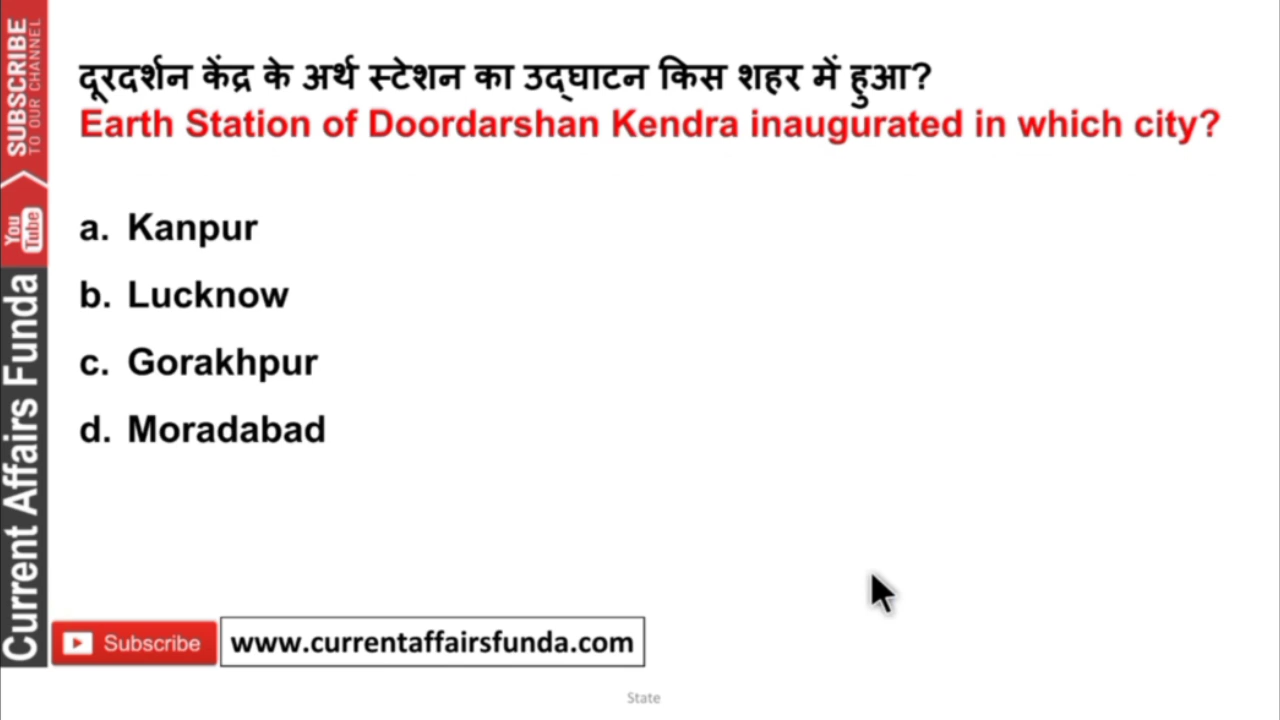 दूरदर्शन केंद्र के अर्थ स्टेशन का उद्घाटन किस शहर में हुआ?
Earth Station of Doordarshan Kendra inaugurated in which city?
a. Kanpur
b. Lucknow
c. Gorakhpur
d. Moradabad
SUBSCRIBE
TO OUR CHANNEL
You
Tube
Current Affairs Funda
Subscribe
www.currentaffairsfunda.com
State